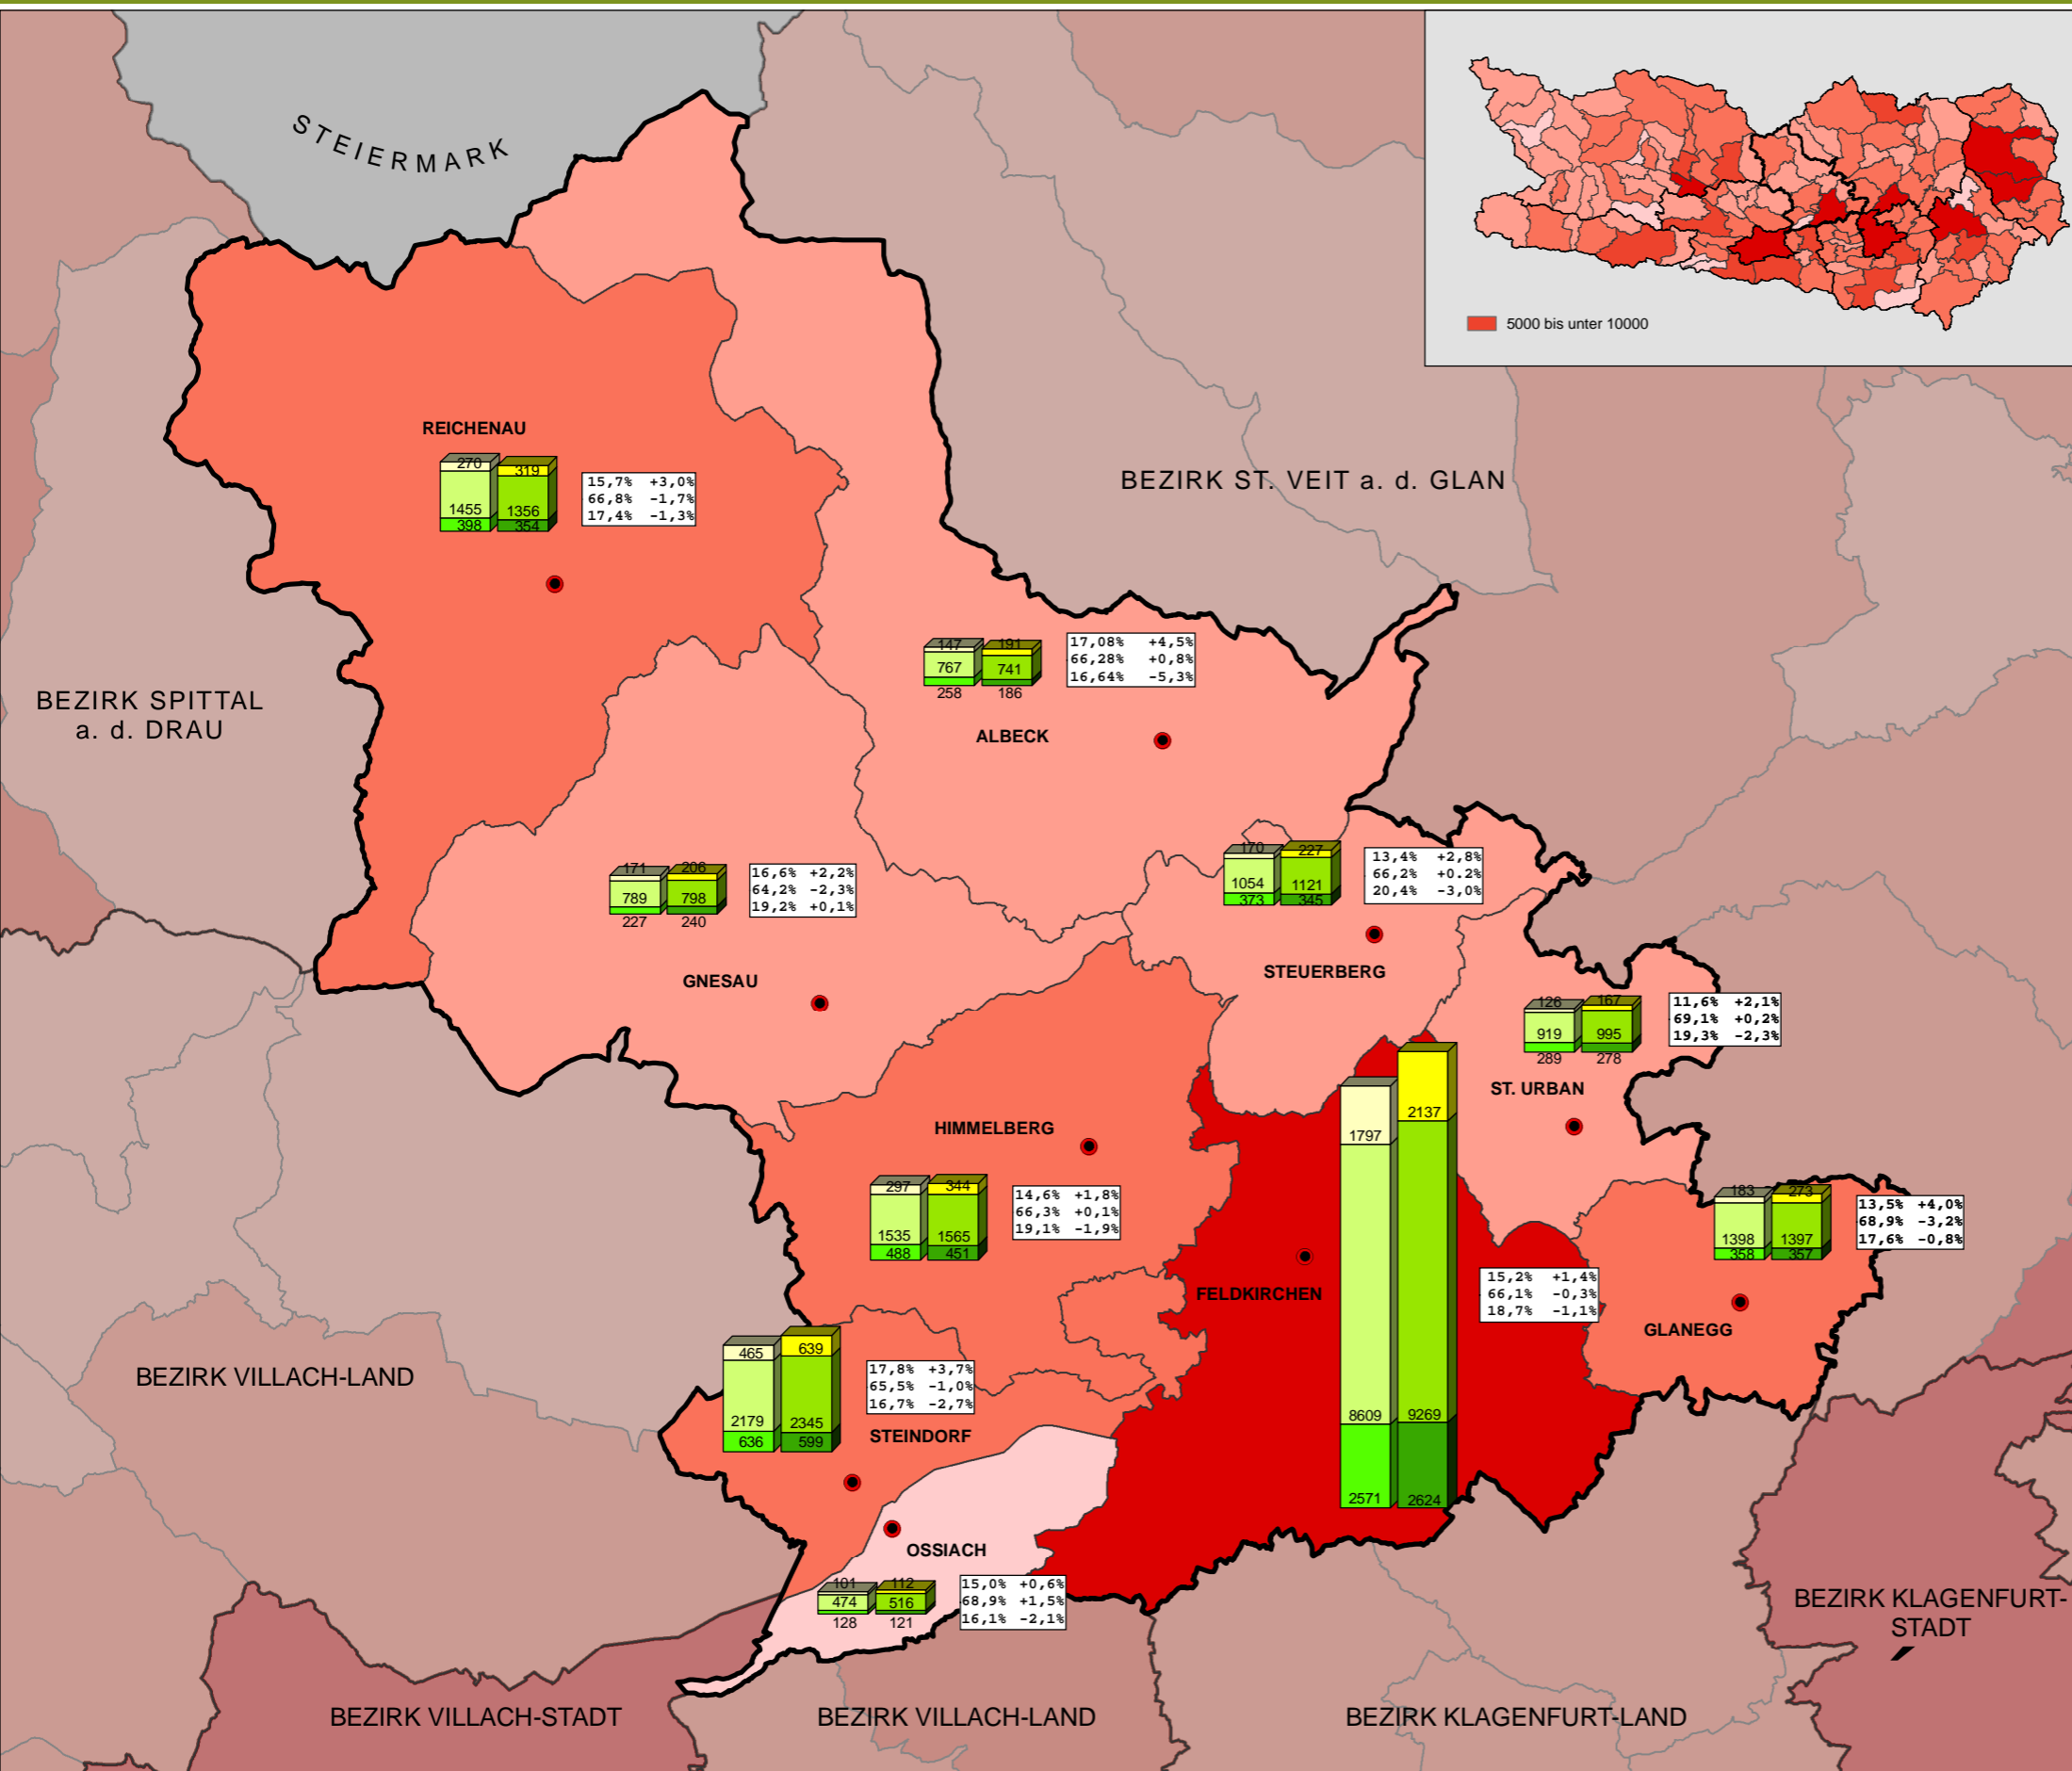 STEIERMARK
5000 bis unter 10000
REICHENAU
270 319
1455 1356
398 354
15,7% +3,0%
66,8% -1,7%
17,4% -1,3%
BEZIRK ST. VEIT a. d. GLAN
BEZIRK SPITTAL
a. d. DRAU
147 191
767 741
258 186
17,08% +4,5%
66,28% +0,8%
16,64% -5,3%
ALBECK
171 206
789 798
227 240
16,6% +2,2%
64,2% -2,3%
19,2% +0,1%
GNESAU
170 227
1054 1121
373 345
13,4% +2,8%
66,2% +0.2%
20,4% -3,0%
STEUERBERG
126 167
919 995
289 278
11,6% +2,1%
69,1% +0,2%
19,3% -2,3%
ST. URBAN
HIMMELBERG
297 344
1535 1565
488 451
14,6% +1,8%
66,3% +0,1%
19,1% -1,9%
1797 2137
8609 9269
2571 2624
FELDKIRCHEN
15,2% +1,4%
66,1% -0,3%
18,7% -1,1%
183 273
1398 1397
358 357
13,5% +4,0%
68,9% -3,2%
17,6% -0,8%
GLANEGG
BEZIRK VILLACH-LAND
465 639
2179 2345
636 599
17,8% +3,7%
65,5% -1,0%
16,7% -2,7%
STEINDORF
OSSIACH
101 112
474 516
128 121
15,0% +0,6%
68,9% +1,5%
16,1% -2,1%
BEZIRK KLAGENFURT-
STADT
BEZIRK VILLACH-STADT
BEZIRK VILLACH-LAND
BEZIRK KLAGENFURT-LAND